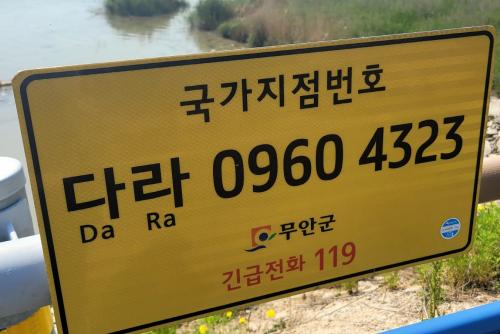 국가지점번호
다라 0960 4323
Da Ra
무안군
긴급전화 119